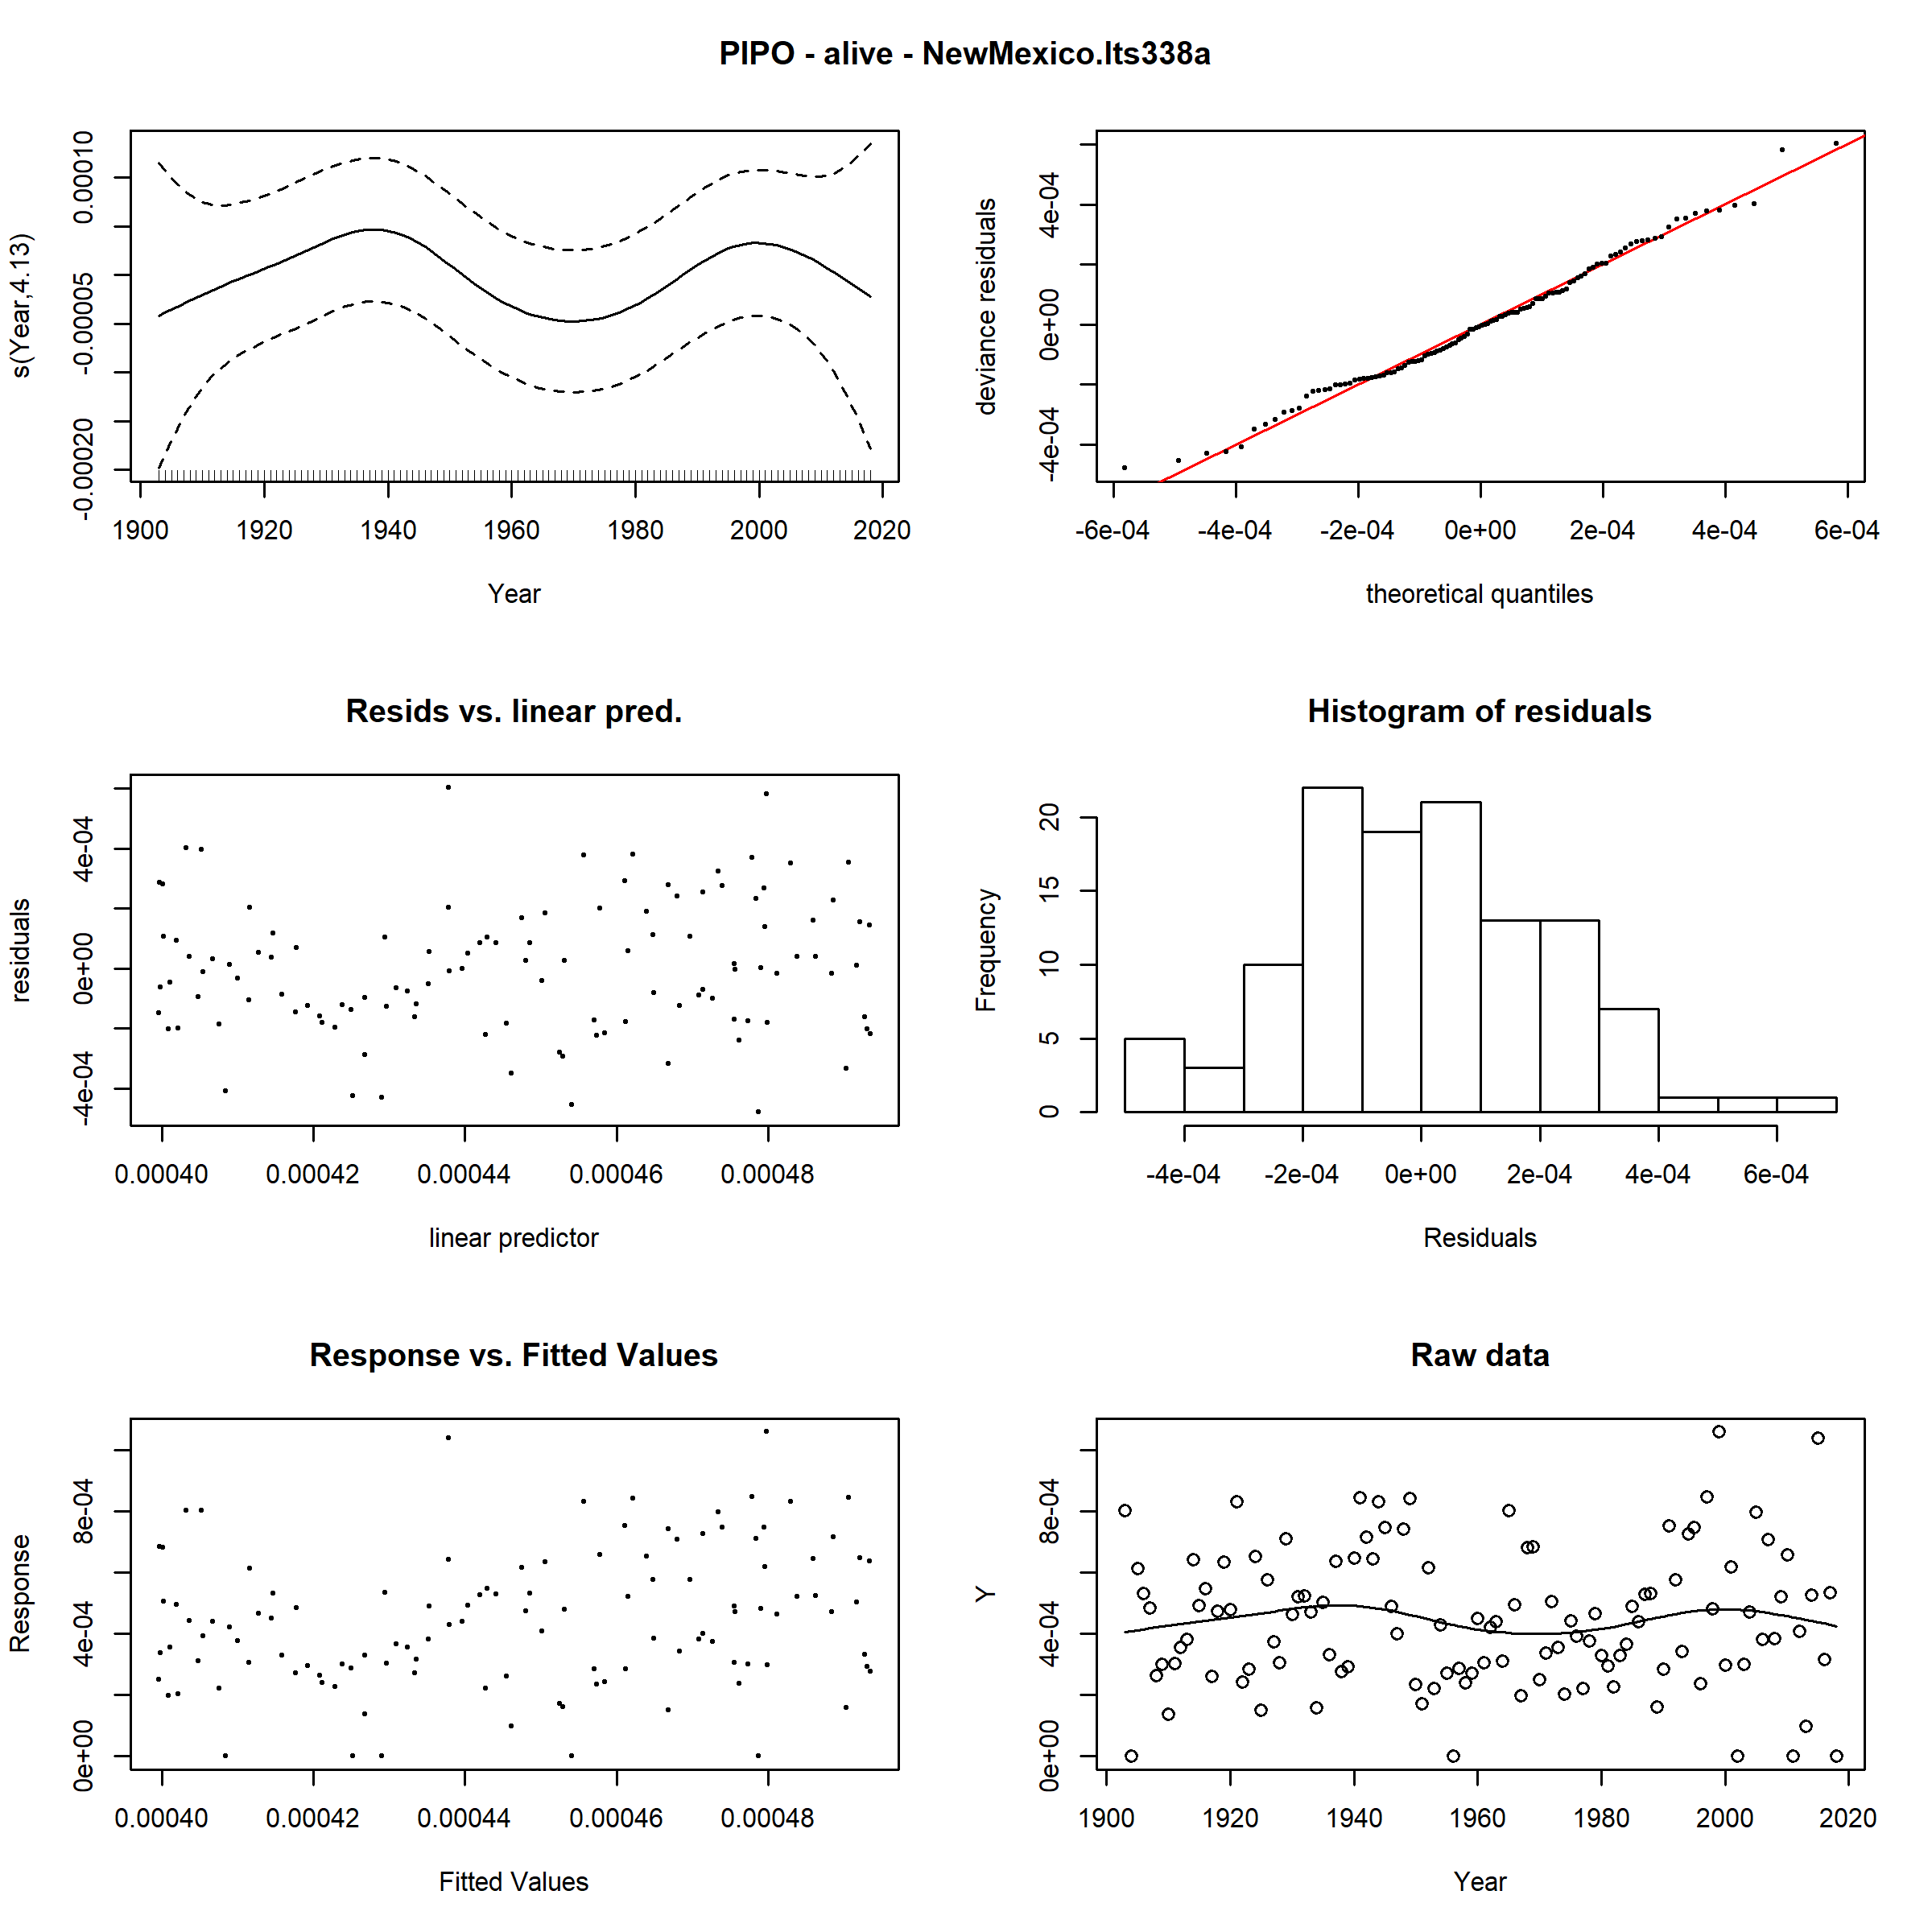 PIPO - alive - NewMexico.lts338a
s(Year,4.13)
-0.00020 -0.00005 0.00010
1900 1920 1940 1960 1980 2000 2020
Year
deviance residuals
-4e-04 0e+00 4e-04
-6e-04 -4e-04 -2e-04 0e+00 2e-04 4e-04 6e-04
theoretical quantiles
Resids vs. linear pred.
residuals
-4e-04 0e+00 4e-04
0.00040 0.00042 0.00044 0.00046 0.00048
linear predictor
Histogram of residuals
Frequency
0 5 10 15 20
-4e-04 -2e-04 0e+00 2e-04 4e-04 6e-04
Residuals
Response vs. Fitted Values
Response
0e+00 4e-04 8e-04
0.00040 0.00042 0.00044 0.00046 0.00048
Fitted Values
Raw data
Y
0e+00 4e-04 8e-04
1900 1920 1940 1960 1980 2000 2020
Year